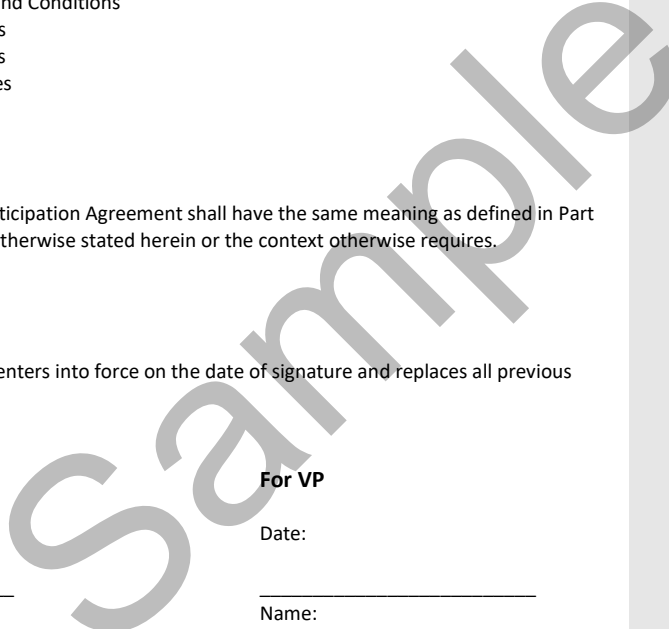 nd Conditions
s
s
es
ticipation Agreement shall have the same meaning as defined in Part
therwise stated herein or the context otherwise requires.
enters into force on the date of signature and replaces all previous
For VP
Date:
Name:
Sample